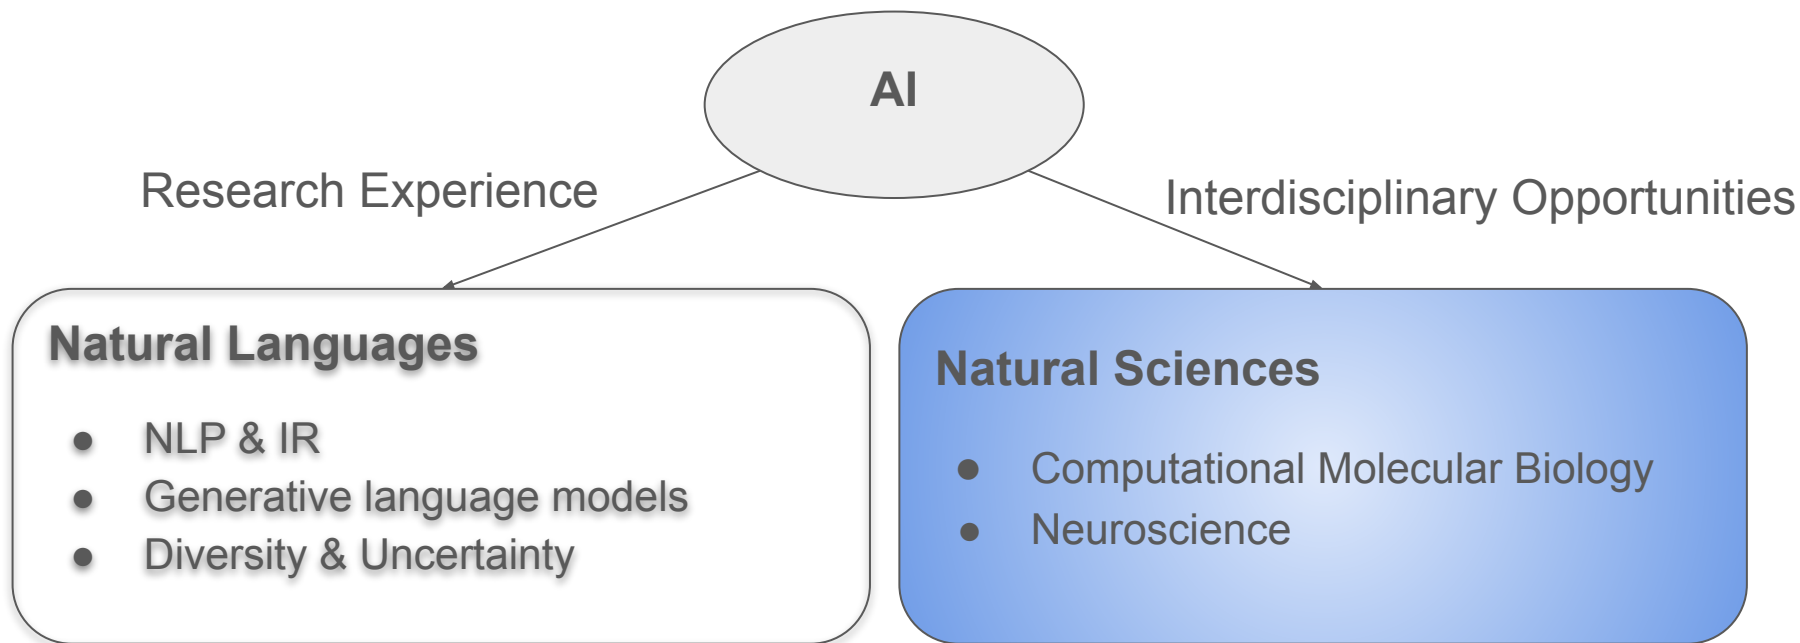 AI
Research Experience
Interdisciplinary Opportunities
Natural Languages
● NLP & IR
● Generative language models
● Diversity & Uncertainty
Natural Sciences
● Computational Molecular Biology
● Neuroscience